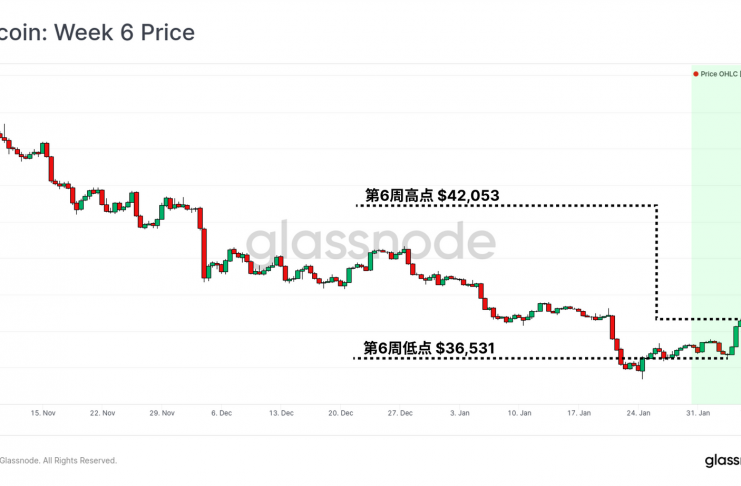 coin: Week 6 Price
Price OHLC [
第6周高点 $42,053
glassnode
第6周低点 $36,531
15. Nov 22. Nov 29. Nov 6. Dec 13. Dec 20. Dec 27. Dec 3. Jan 10. Jan 17. Jan 24. Jan 31. Jan
Glassnode. All Rights Reserved.
glassn